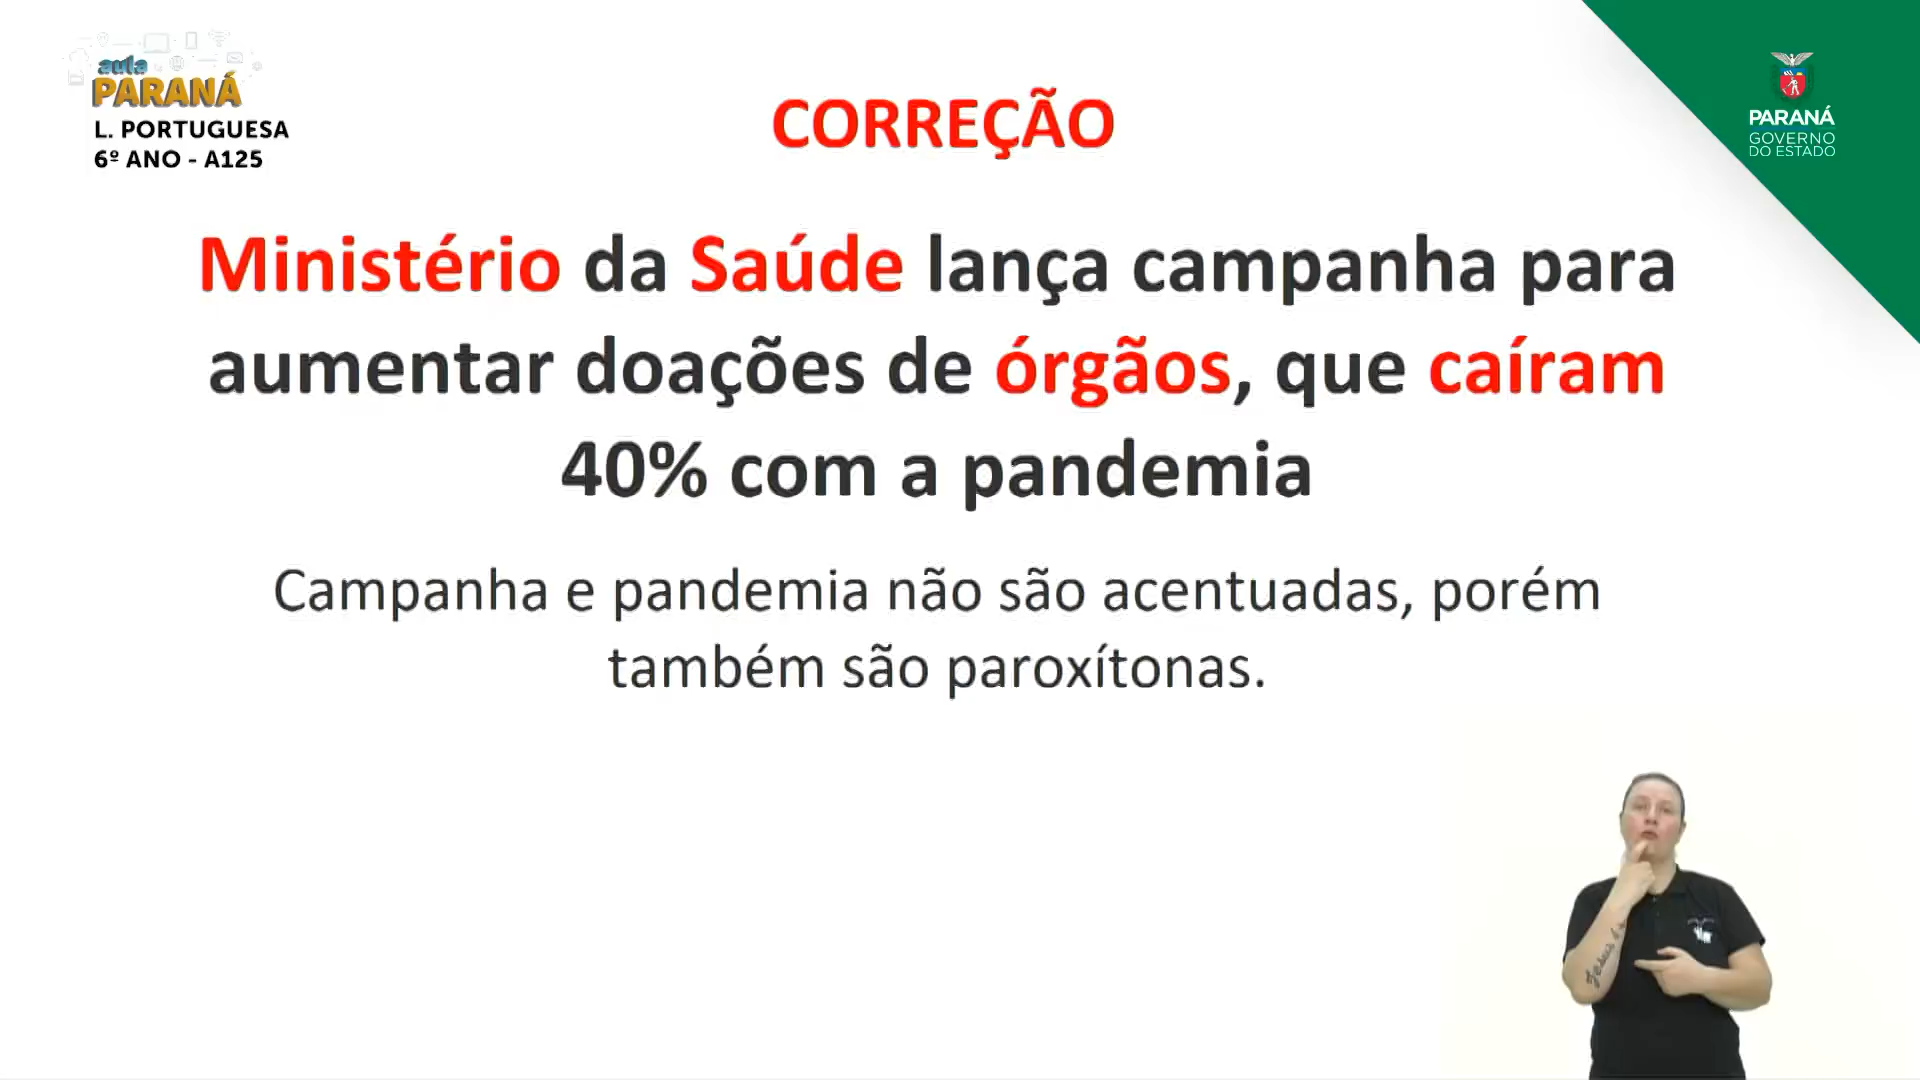 aula
PARANÁ
L. PORTUGUESA
6º ANO - A125
CORREÇÃO
PARANÁ
GOVERNO
DO ESTADO
Ministério da Saúde lança campanha para
aumentar doações de órgãos, que caíram
40% com a pandemia
Campanha e pandemia não são acentuadas, porém
também são paroxítonas.
Jesus